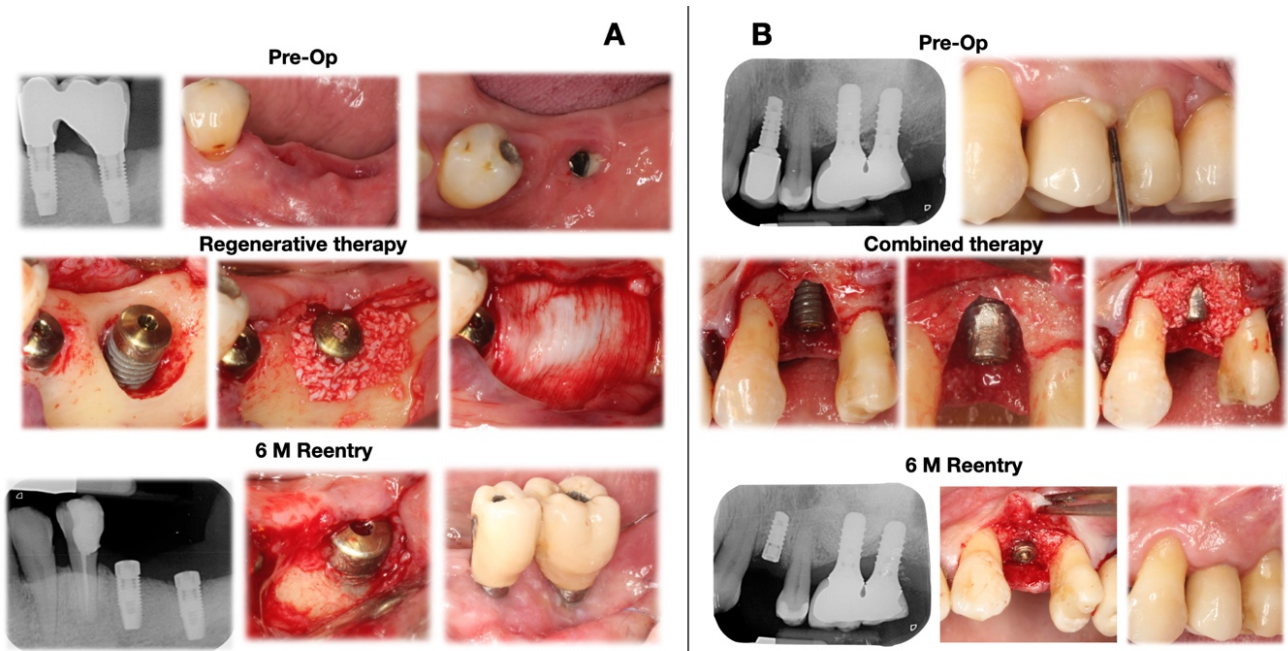 A
Pre-Op
Regenerative therapy
6 M Reentry
B
Pre-Op
Combined therapy
6 M Reentry